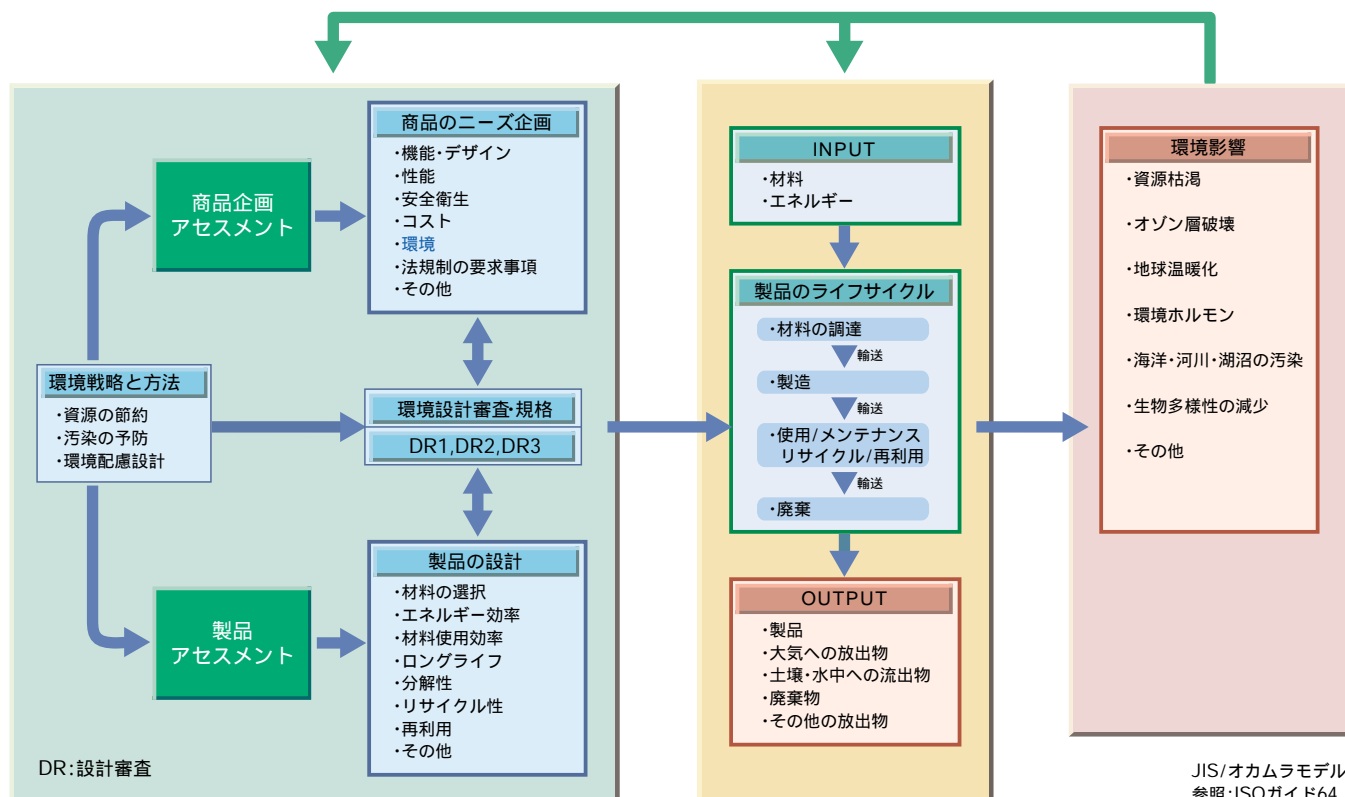 環境戦略と方法
・資源の節約
・汚染の予防
・環境配慮設計
商品企画
アセスメント
製品
アセスメント
商品のニーズ企画
・機能・デザイン
・性能
・安全衛生
・コスト
・環境
・法規制の要求事項
・その他
環境設計審査・規格
DR1,DR2,DR3
製品の設計
・材料の選択
・エネルギー効率
・材料使用効率
・ロングライフ
・分解性
・リサイクル性
・再利用
・その他
DR:設計審査
INPUT
・材料
・エネルギー
製品のライフサイクル
・材料の調達
輸送
・製造
輸送
・使用/メンテナンス
リサイクル/再利用
輸送
・廃棄
OUTPUT
・製品
・大気への放出物
・土壌・水中への流出物
・廃棄物
・その他の放出物
環境影響
・資源枯渇
・オゾン層破壊
・地球温暖化
・環境ホルモン
・海洋・河川・湖沼の汚染
・生物多様性の減少
・その他
JIS/オカムラモデル
参照:ISOガイド64